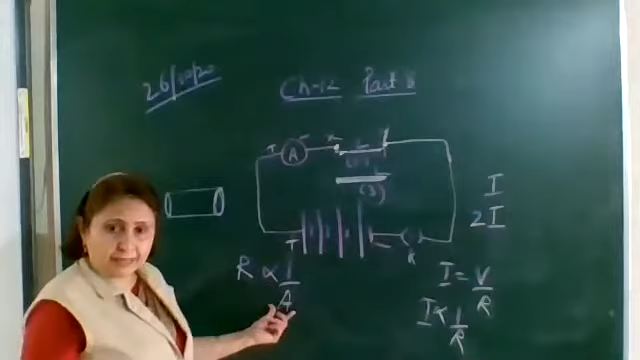 26/10/20
Ch-12 Part 8
A
(3)
I
2I
K
R ∝ 1/A
I = V/R
I ∝ 1/R